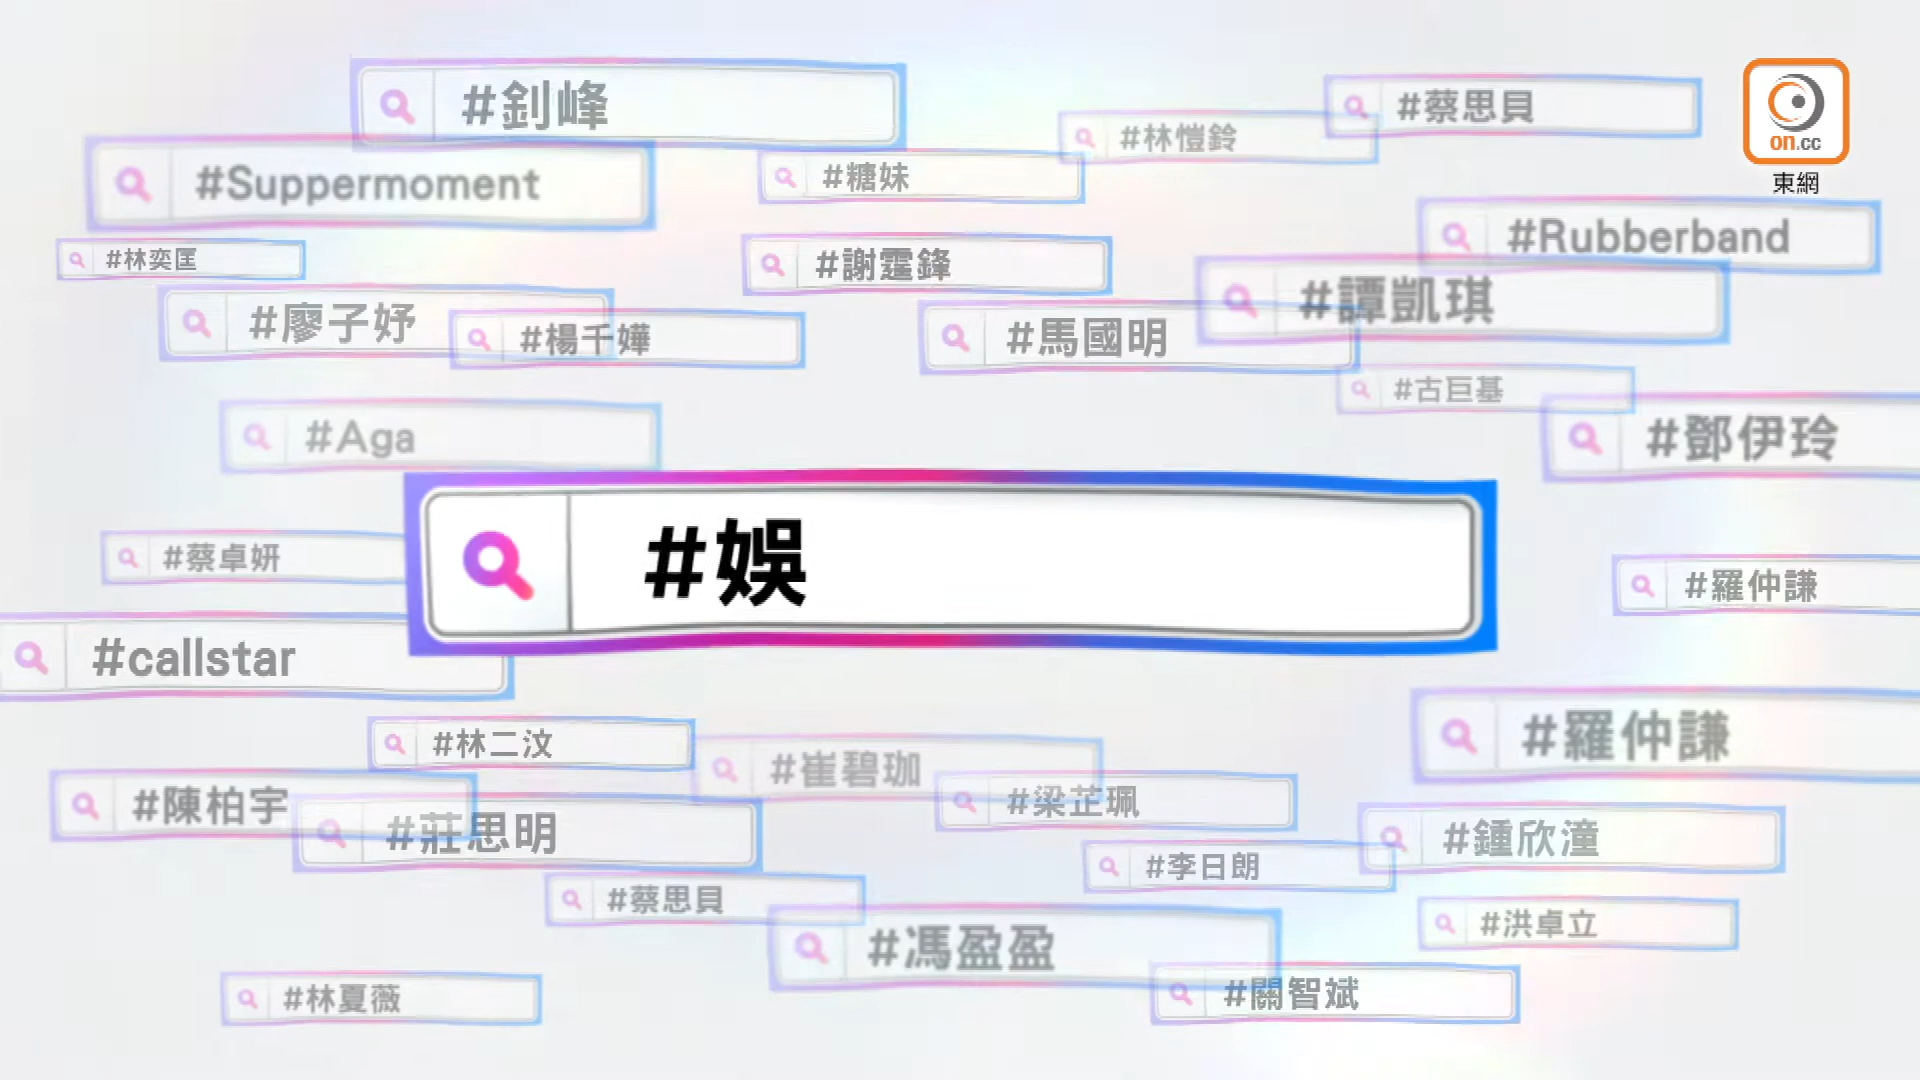 #釗峰
#蔡思貝
#林愷鈴
on.cc
東網
#Suppermoment
#糖妹
#Rubberband
#林奕匡
#謝霆鋒
#譚凱琪
#廖子妤
#楊千嬅
#馬國明
#古巨基
#Aga
#鄧伊玲
#娛
#蔡卓妍
#羅仲謙
#callstar
#林二汶
#羅仲謙
#崔碧珈
#陳柏宇
#梁芷珮
#莊思明
#鍾欣潼
#李日朗
#蔡思貝
#馮盈盈
#洪卓立
#林夏薇
#關智斌